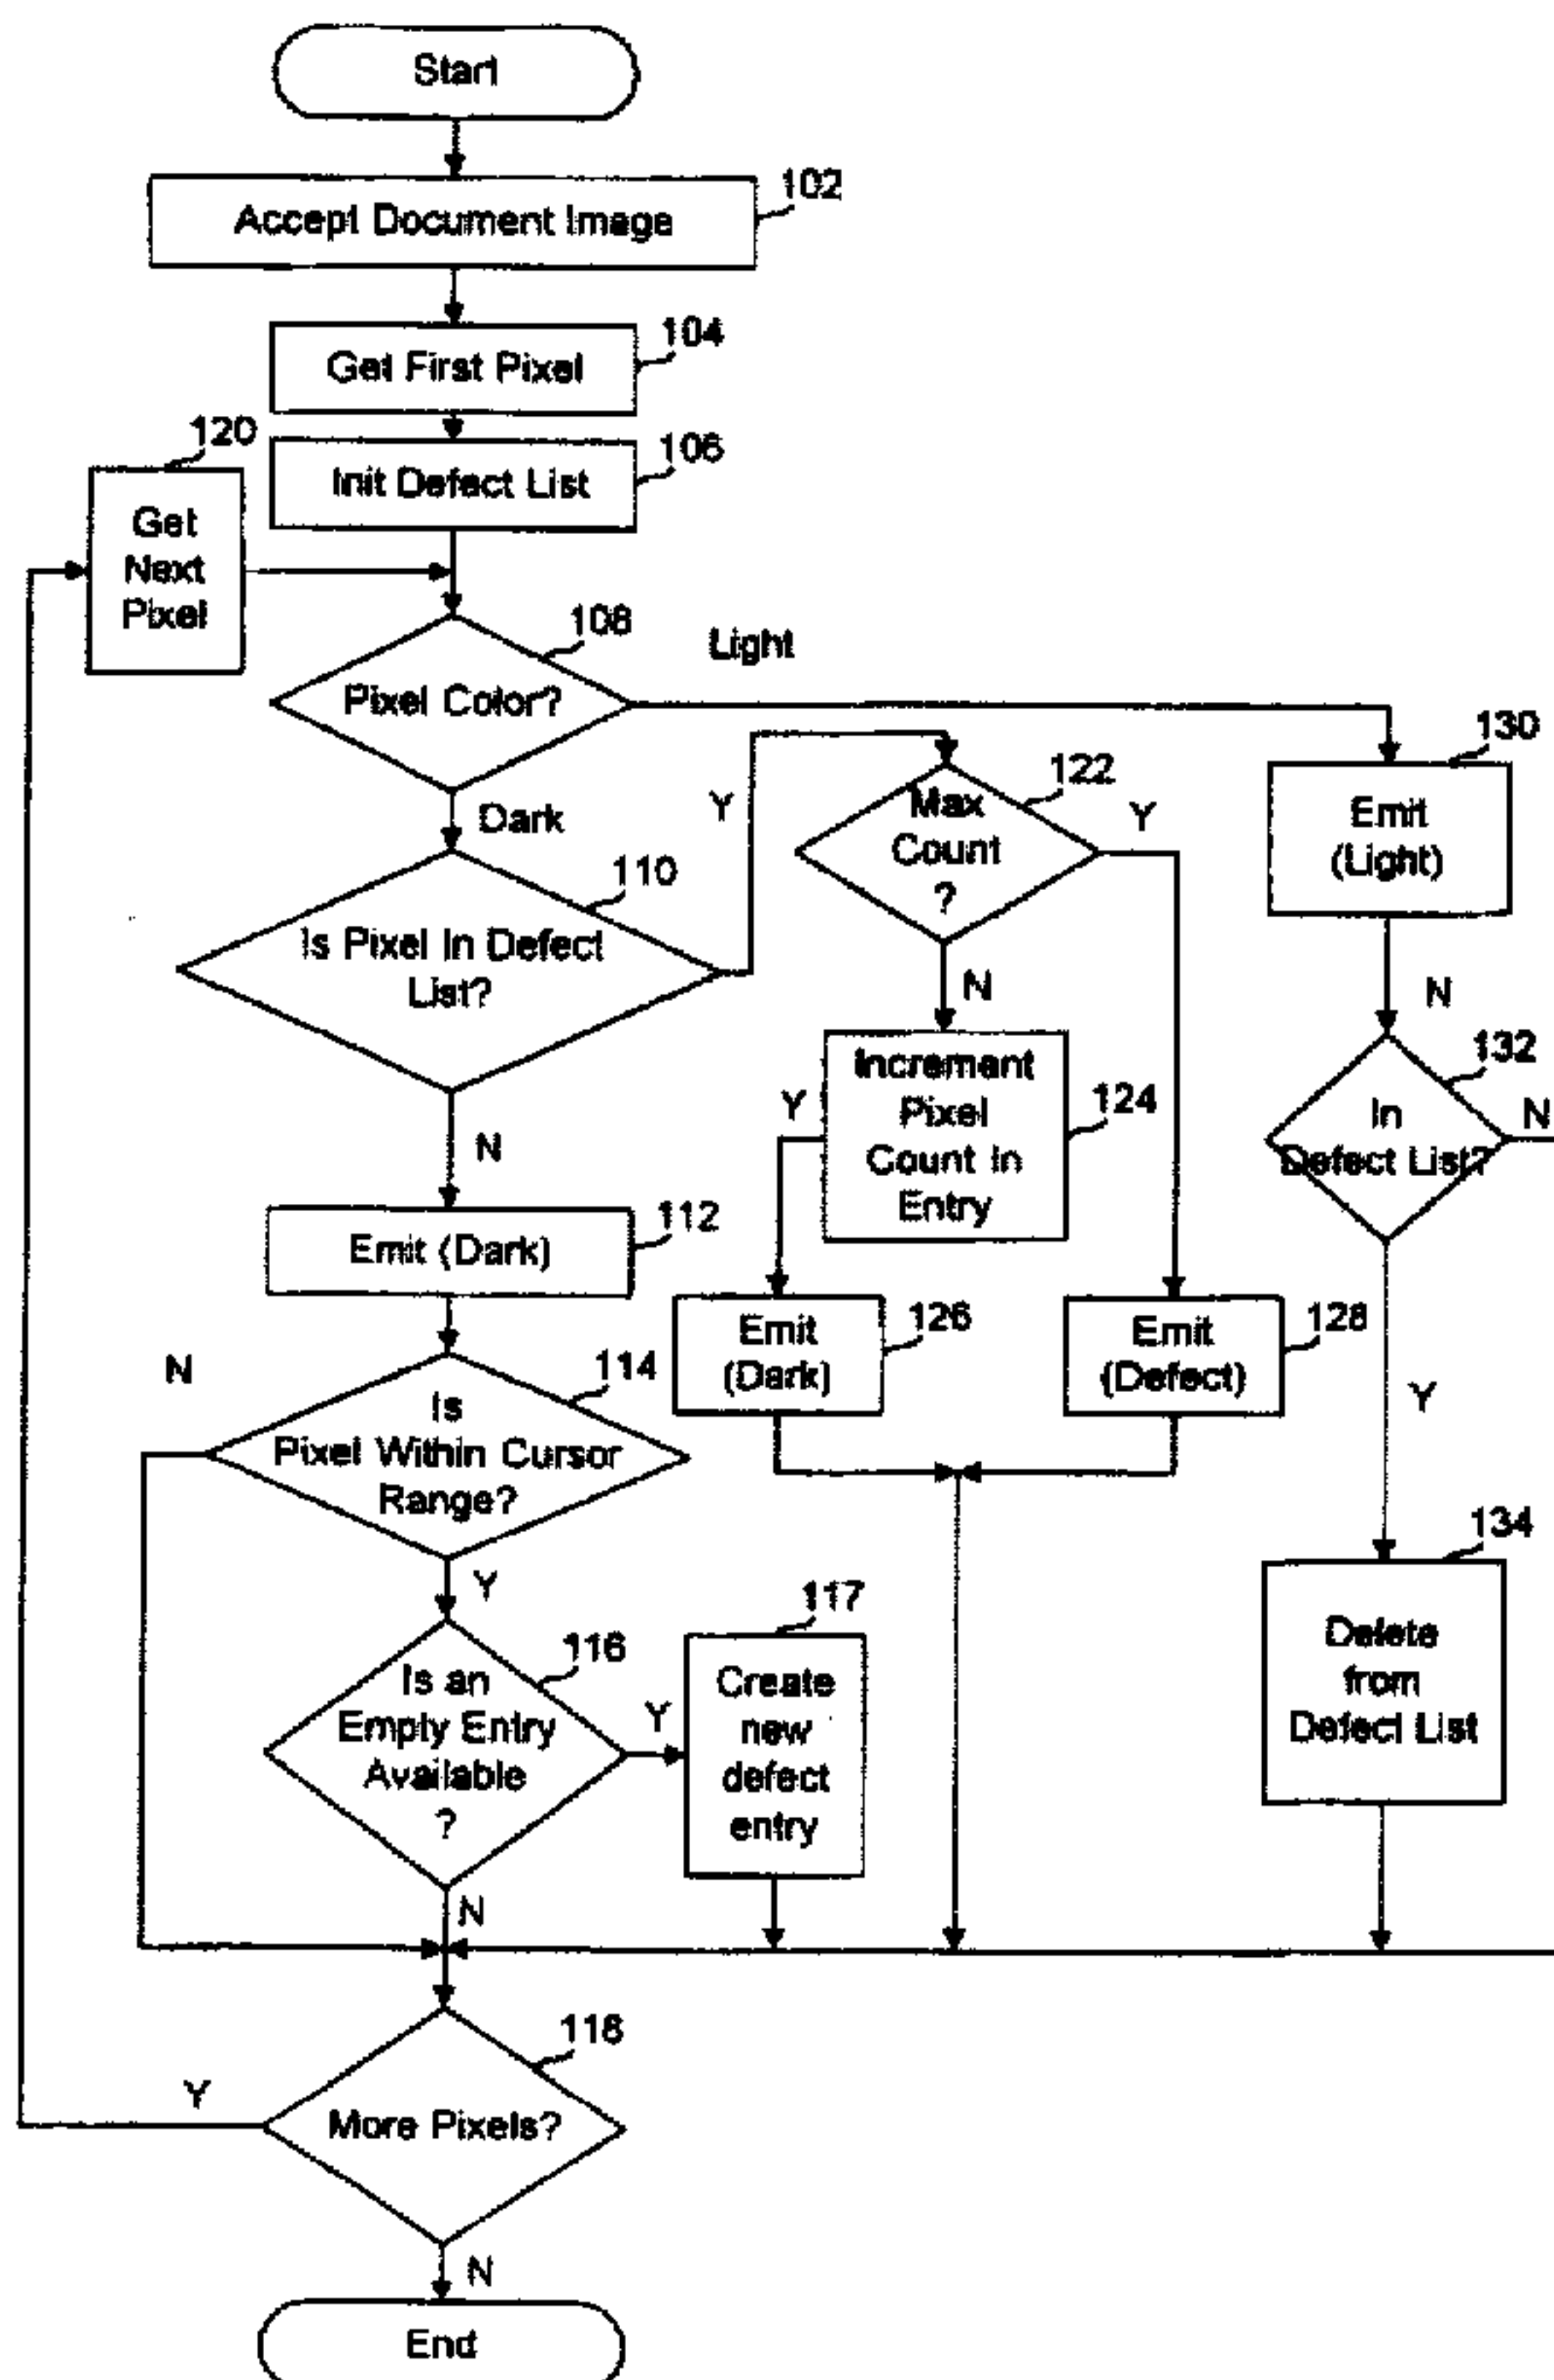 Start
Accept Document Image
102
Get First Pixel
104
120
Init Defect List
106
Get
Next
Pixel
108
Light
Pixel Color?
130
122
Max
Count
?
Y
Y
Emit
(Light)
Dark
110
Is Pixel In Defect
List?
N
N
132
Increment
Pixel
Count in
Entry
124
Y
In
Defect List?
N
N
112
Emit (Dark)
Emit
(Dark)
126
Emit
(Defect)
128
N
114
Is
Pixel Within Cursor
Range?
Y
134
Y
117
116
Is an
Empty Entry
Available
?
Y
Create
new
defect
entry
Delete
from
Defect List
N
118
Y
More Pixels?
N
End